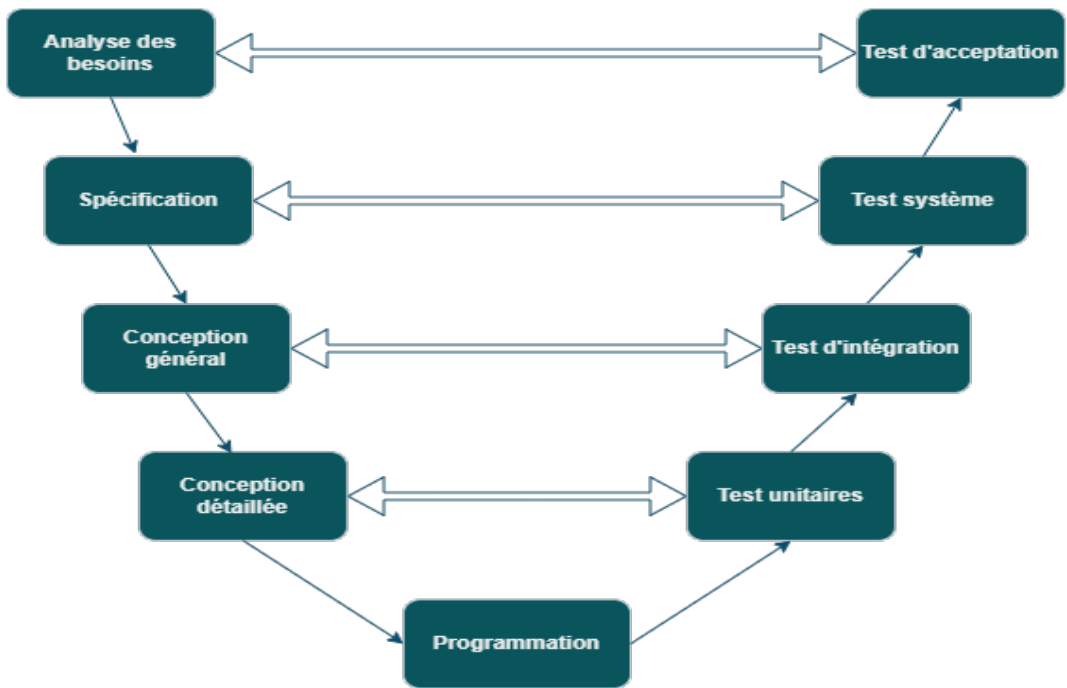 Analyse des
besoins
Test d'acceptation
Spécification
Test système
Conception
général
Test d'intégration
Conception
détaillée
Test unitaires
Programmation